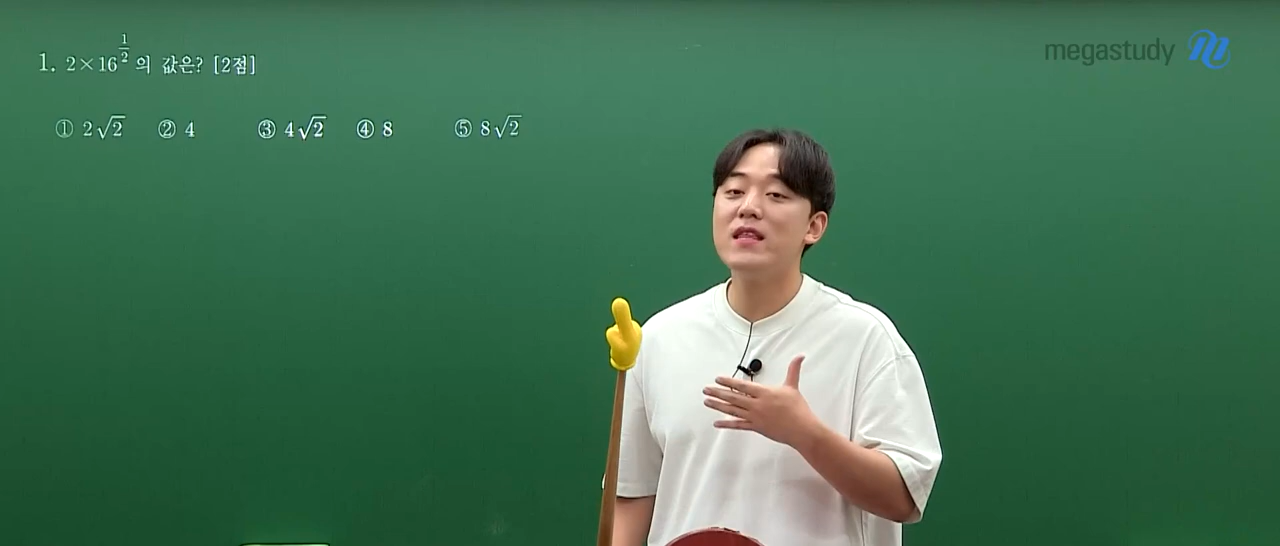 1. 2×16^{1/2} 의 값은? [2점]
① 2√2 ② 4 ③ 4√2 ④ 8 ⑤ 8√2
megastudy